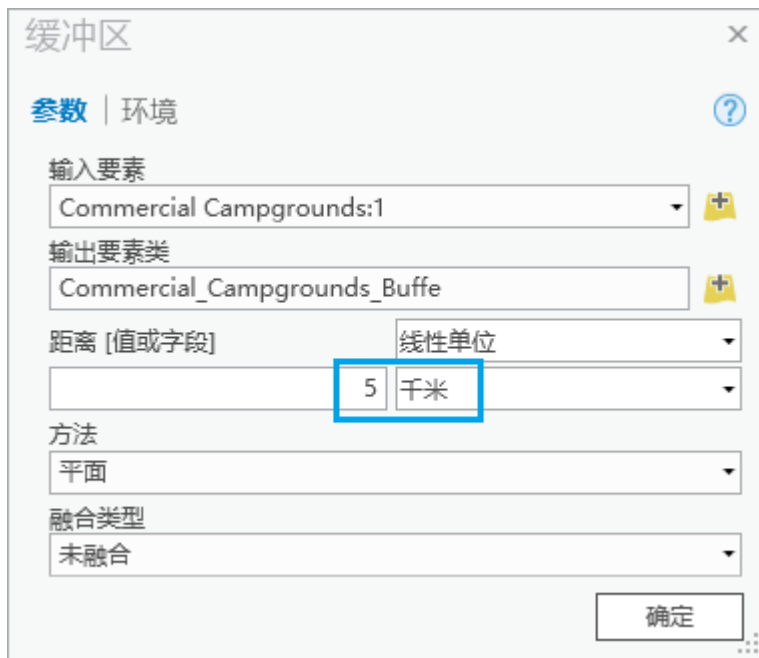 缓冲区
参数 | 环境
输入要素
Commercial Campgrounds:1
输出要素类
Commercial_Campgrounds_Buffe
距离 [值或字段] 线性单位
5 千米
方法
平面
融合类型
未融合
确定